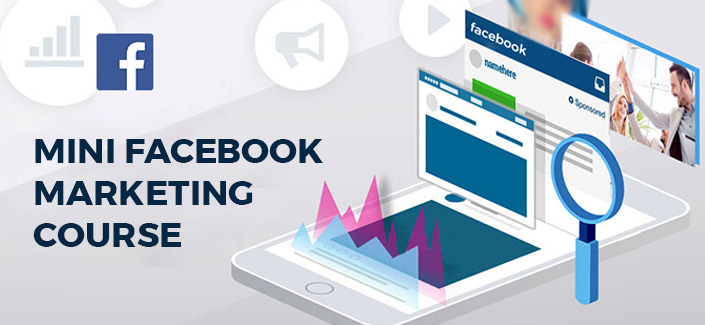 f
MINI FACEBOOK
MARKETING
COURSE
facebook
namehere
Sponsored